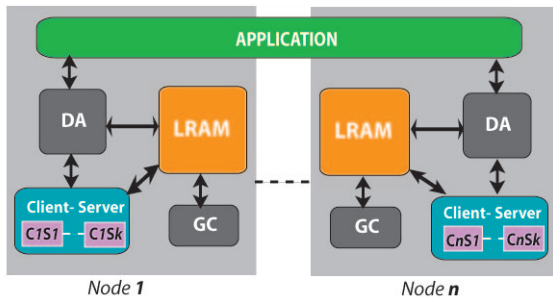 APPLICATION
DA
LRAM
Client- Server
C1S1 C1Sk
GC
Node 1
LRAM
DA
GC
Client- Server
CnS1 CnSk
Node n